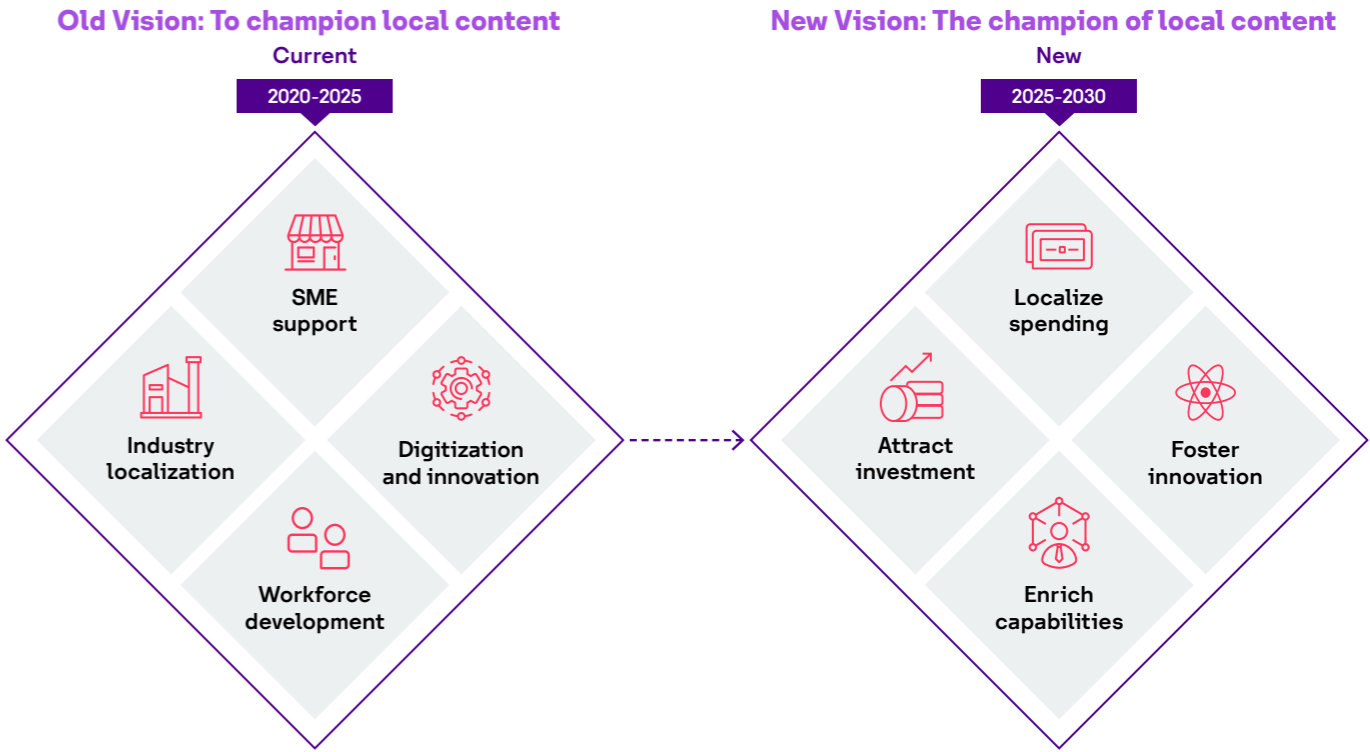 Old Vision: To champion local content
Current
2020-2025
SME
support
Industry
localization
Digitization
and innovation
Workforce
development
New Vision: The champion of local content
New
2025-2030
Localize
spending
Attract
investment
Foster
innovation
Enrich
capabilities